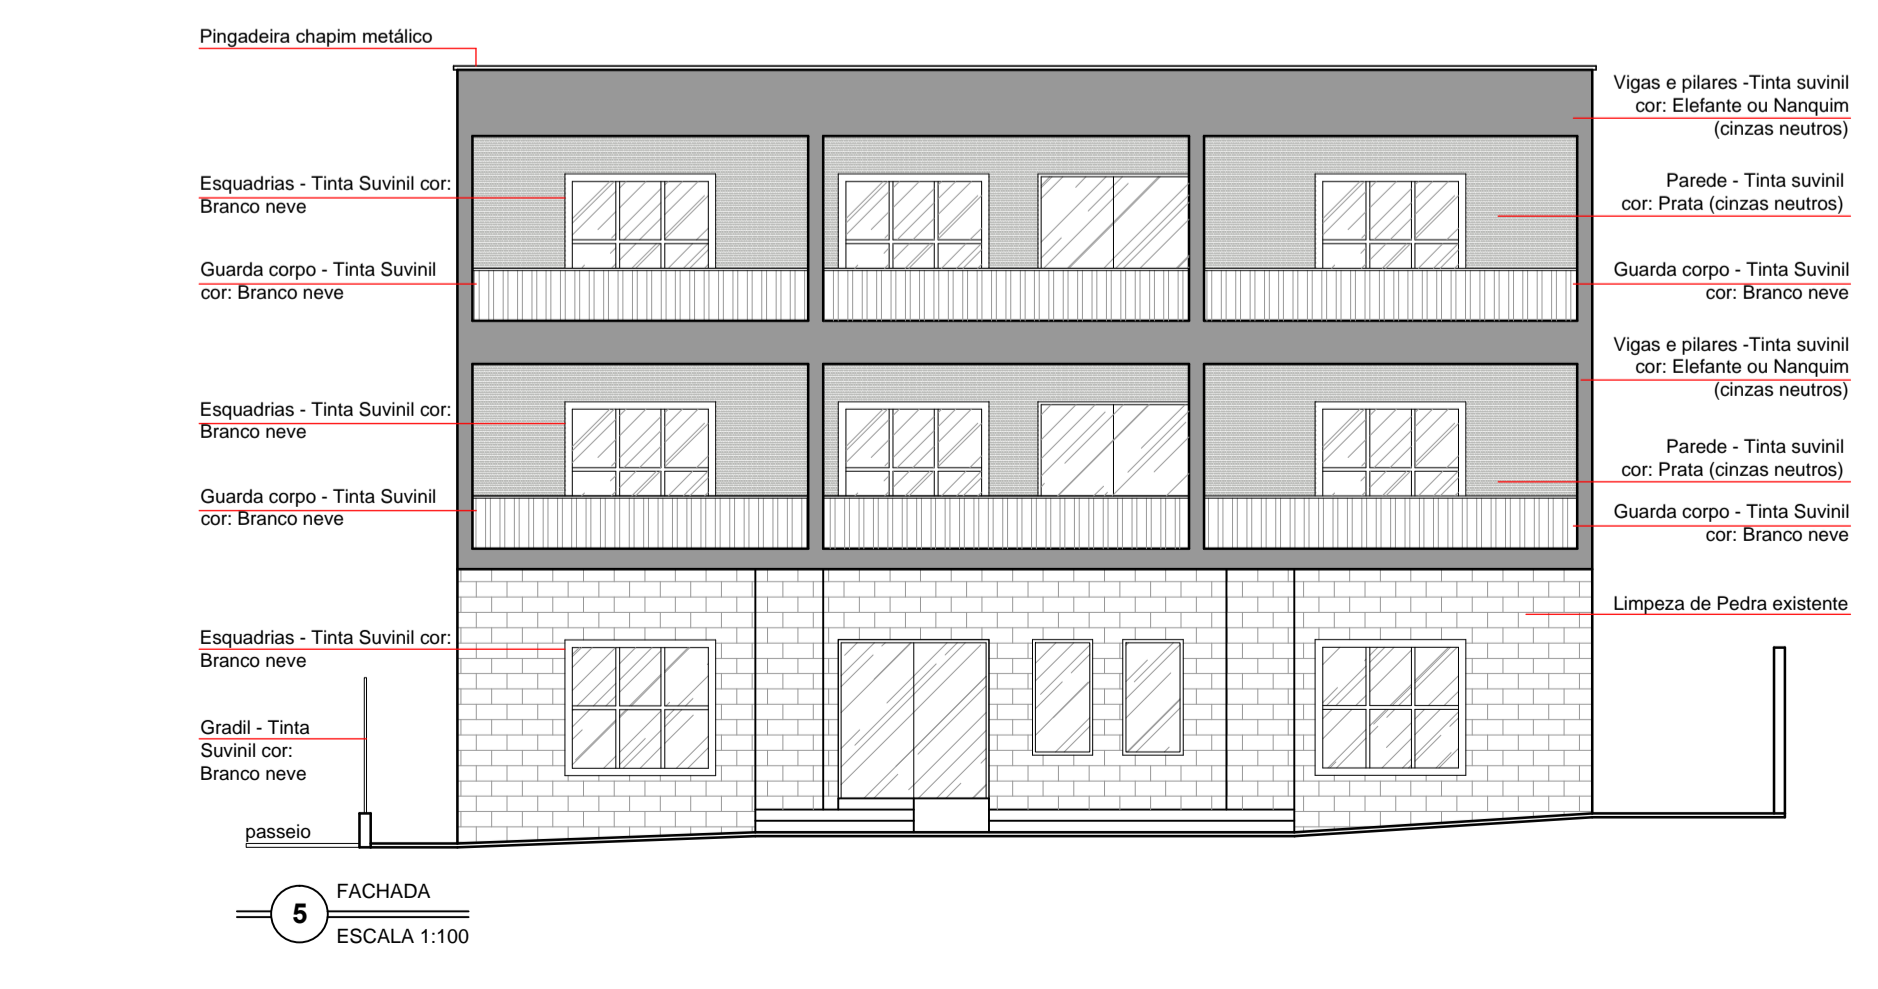 Pingadeira chapim metálico
Esquadrias - Tinta Suvinil cor:
Branco neve
Guarda corpo - Tinta Suvinil
cor: Branco neve
Esquadrias - Tinta Suvinil cor:
Branco neve
Guarda corpo - Tinta Suvinil
cor: Branco neve
Esquadrias - Tinta Suvinil cor:
Branco neve
Gradil - Tinta
Suvinil cor:
Branco neve
passeio
Vigas e pilares -Tinta suvinil
cor: Elefante ou Nanquim
(cinzas neutros)
Parede - Tinta suvinil
cor: Prata (cinzas neutros)
Guarda corpo - Tinta Suvinil
cor: Branco neve
Vigas e pilares -Tinta suvinil
cor: Elefante ou Nanquim
(cinzas neutros)
Parede - Tinta suvinil
cor: Prata (cinzas neutros)
Guarda corpo - Tinta Suvinil
cor: Branco neve
Limpeza de Pedra existente
5
FACHADA
ESCALA 1:100